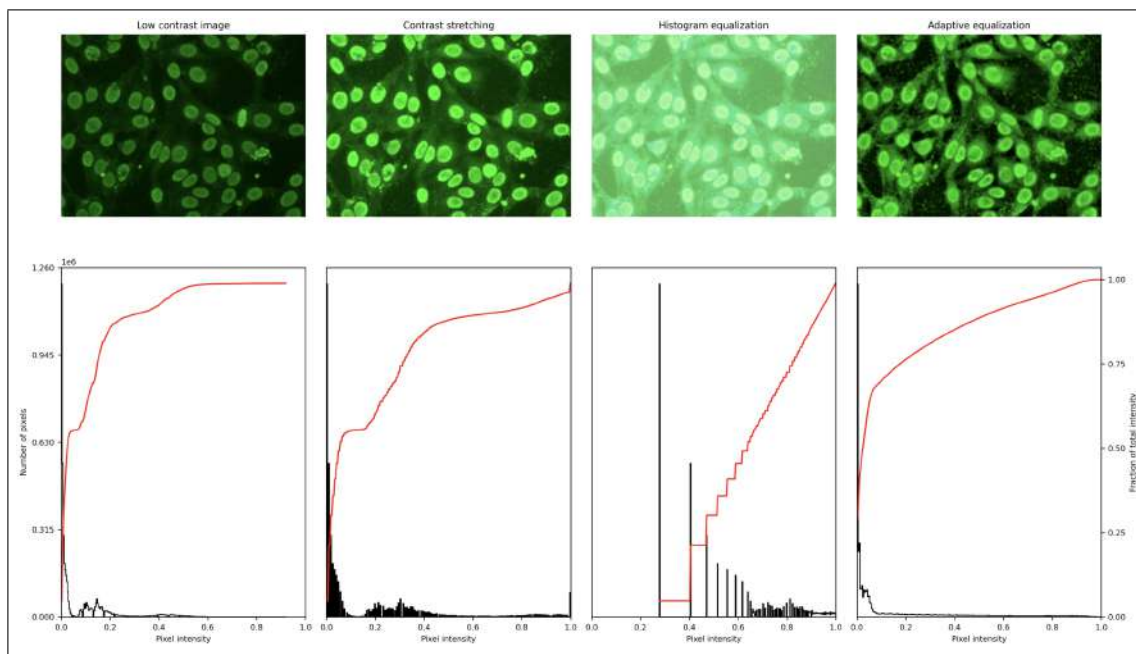 Low contrast image
Contrast stretching
Histogram equalization
Adaptive equalization
1e6
1.260
0.945
0.630
0.315
0.000
Number of pixels
0.0 0.2 0.4 0.6 0.8 1.0
Pixel intensity
0.0 0.2 0.4 0.6 0.8 1.0
Pixel intensity
0.0 0.2 0.4 0.6 0.8 1.0
Pixel intensity
0.0 0.2 0.4 0.6 0.8 1.0
Pixel intensity
1.00
0.75
0.50
0.25
0.00
Fraction of total intensity